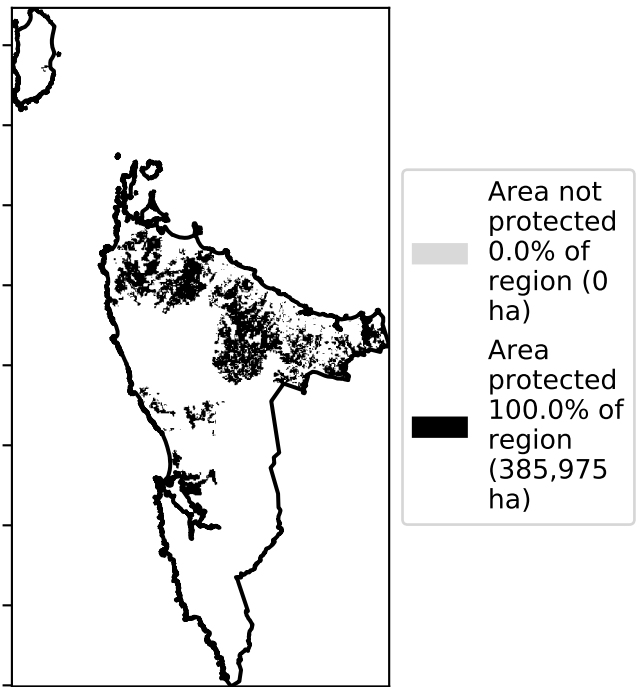 Area not
protected
0.0% of
region (0
ha)
Area
protected
100.0% of
region
(385,975
ha)